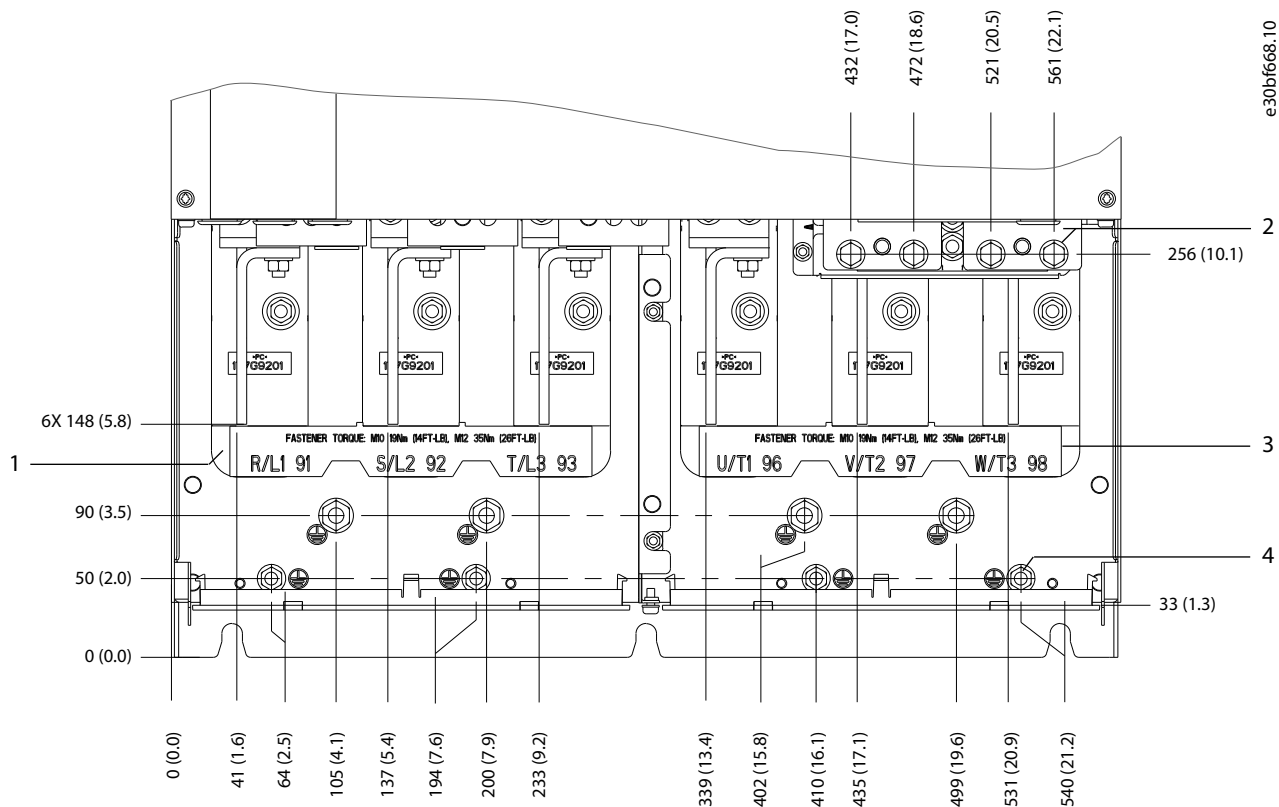 432 (17.0)
472 (18.6)
521 (20.5)
561 (22.1)
e30bf668.10
2
256 (10.1)
•PC•
•PC•
•PC•
•PC•
•PC•
•PC•
6X 148 (5.8)
FASTENER TORQUE: M10 19Nm (14FT-LB), M12 35Nm (26FT-LB)
FASTENER TORQUE: M10 19Nm (14FT-LB), M12 35Nm (26FT-LB)
3
1
R/L1 91
S/L2 92
T/L3 93
U/T1 96
V/T2 97
W/T3 98
90 (3.5)
50 (2.0)
4
33 (1.3)
0 (0.0)
0 (0.0)
41 (1.6)
64 (2.5)
105 (4.1)
137 (5.4)
194 (7.6)
200 (7.9)
233 (9.2)
339 (13.4)
402 (15.8)
410 (16.1)
435 (17.1)
499 (19.6)
531 (20.9)
540 (21.2)